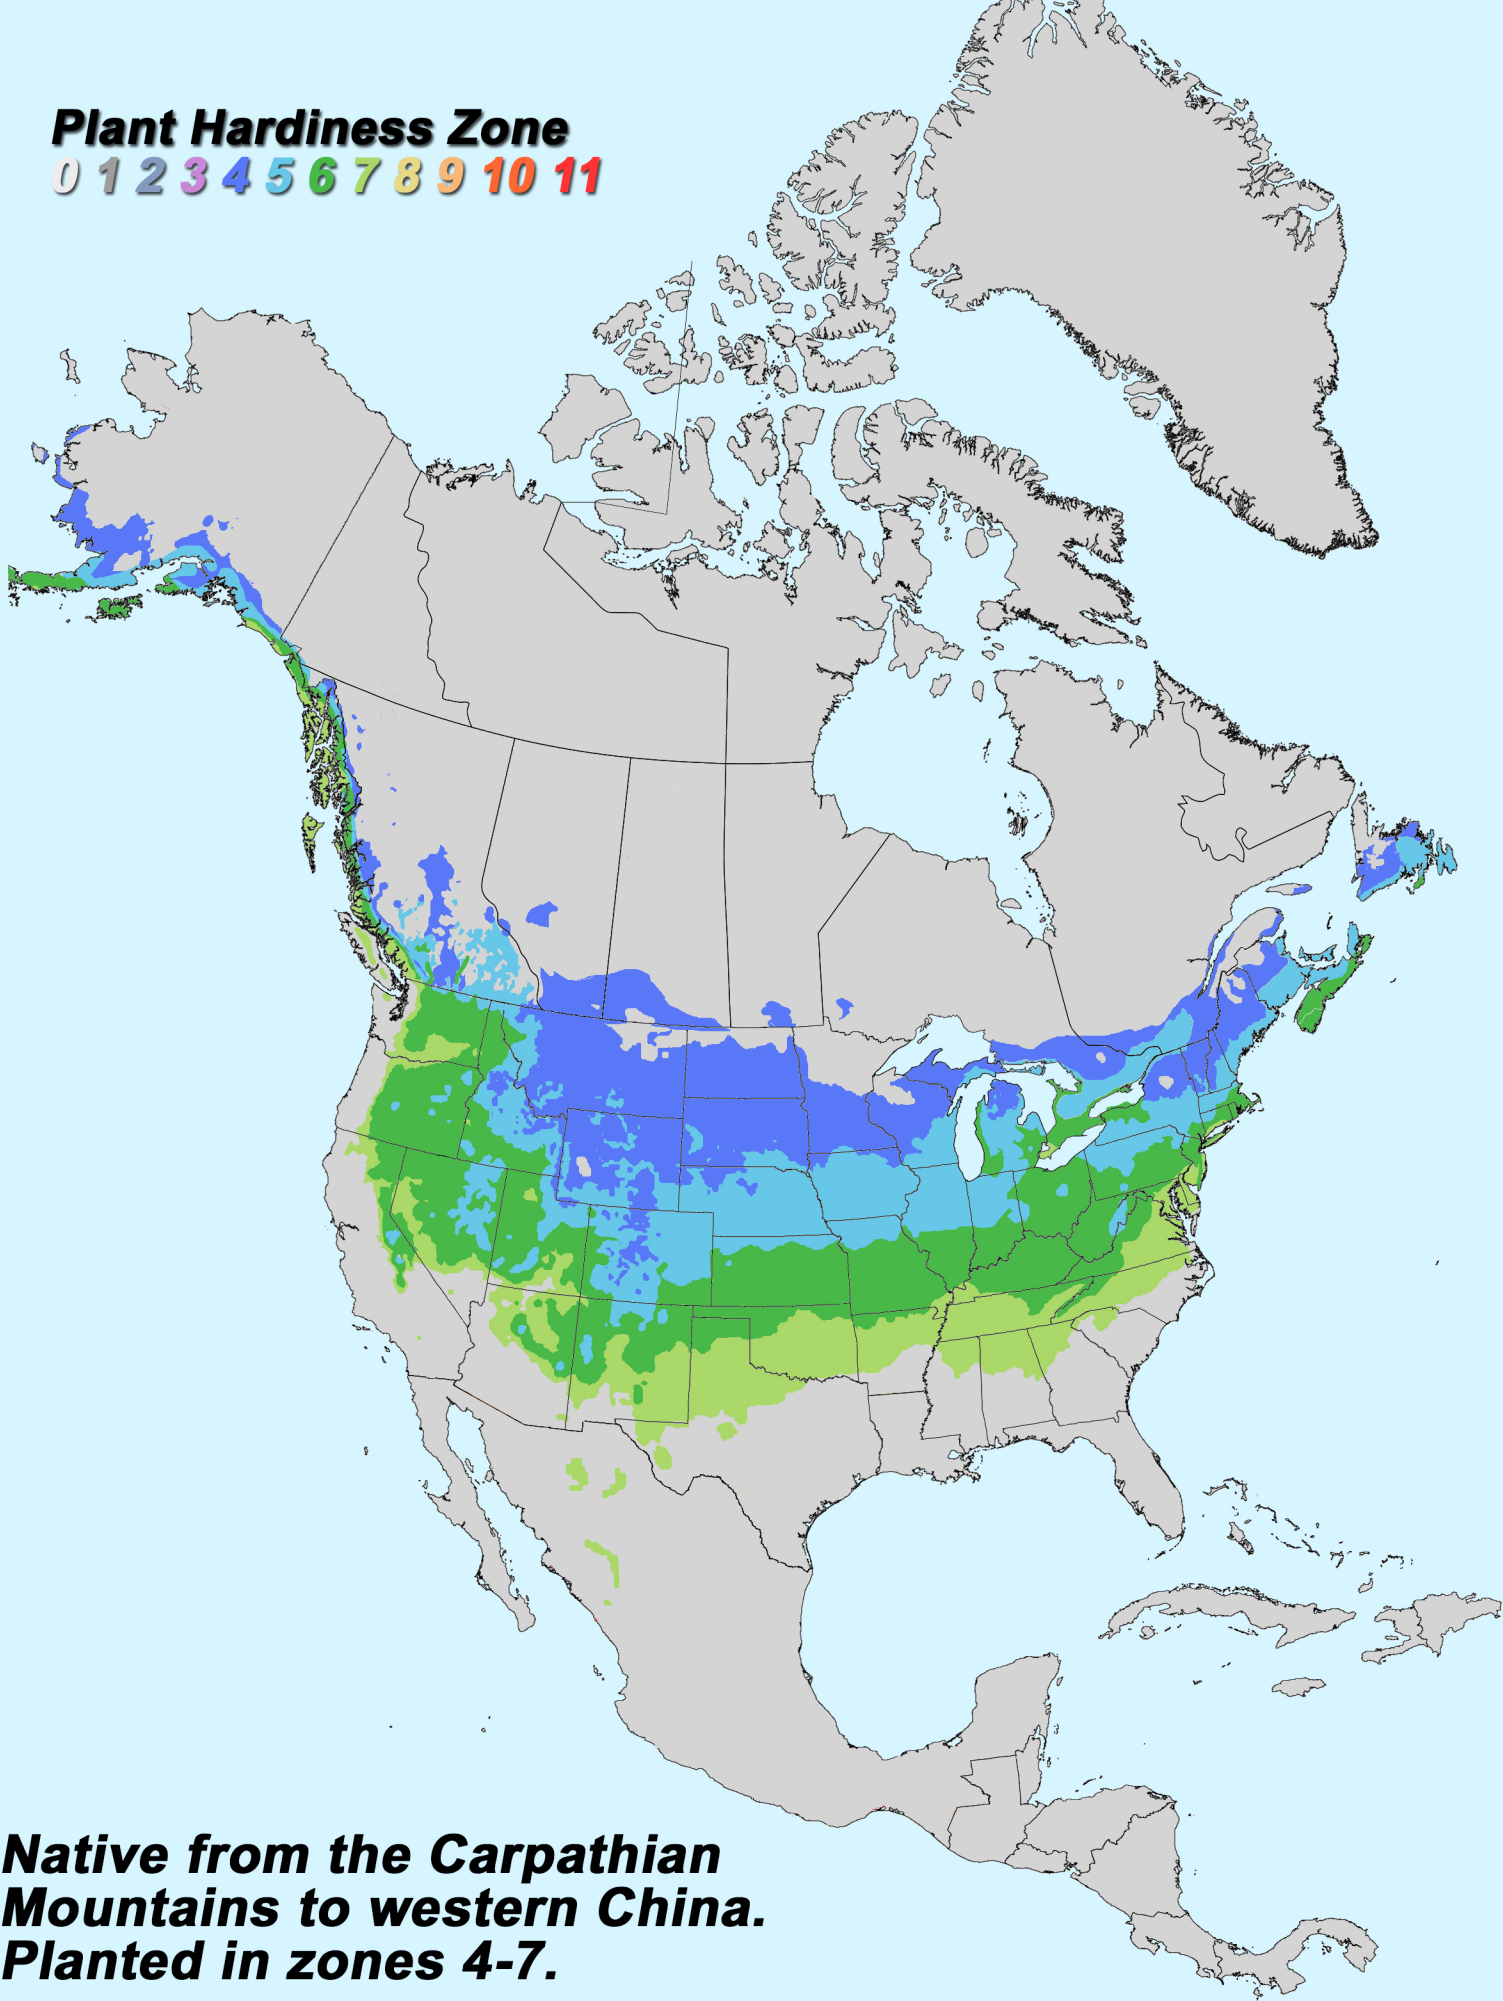 Plant Hardiness Zone
0 1 2 3 4 5 6 7 8 9 10 11
Native from the Carpathian
Mountains to western China.
Planted in zones 4-7.